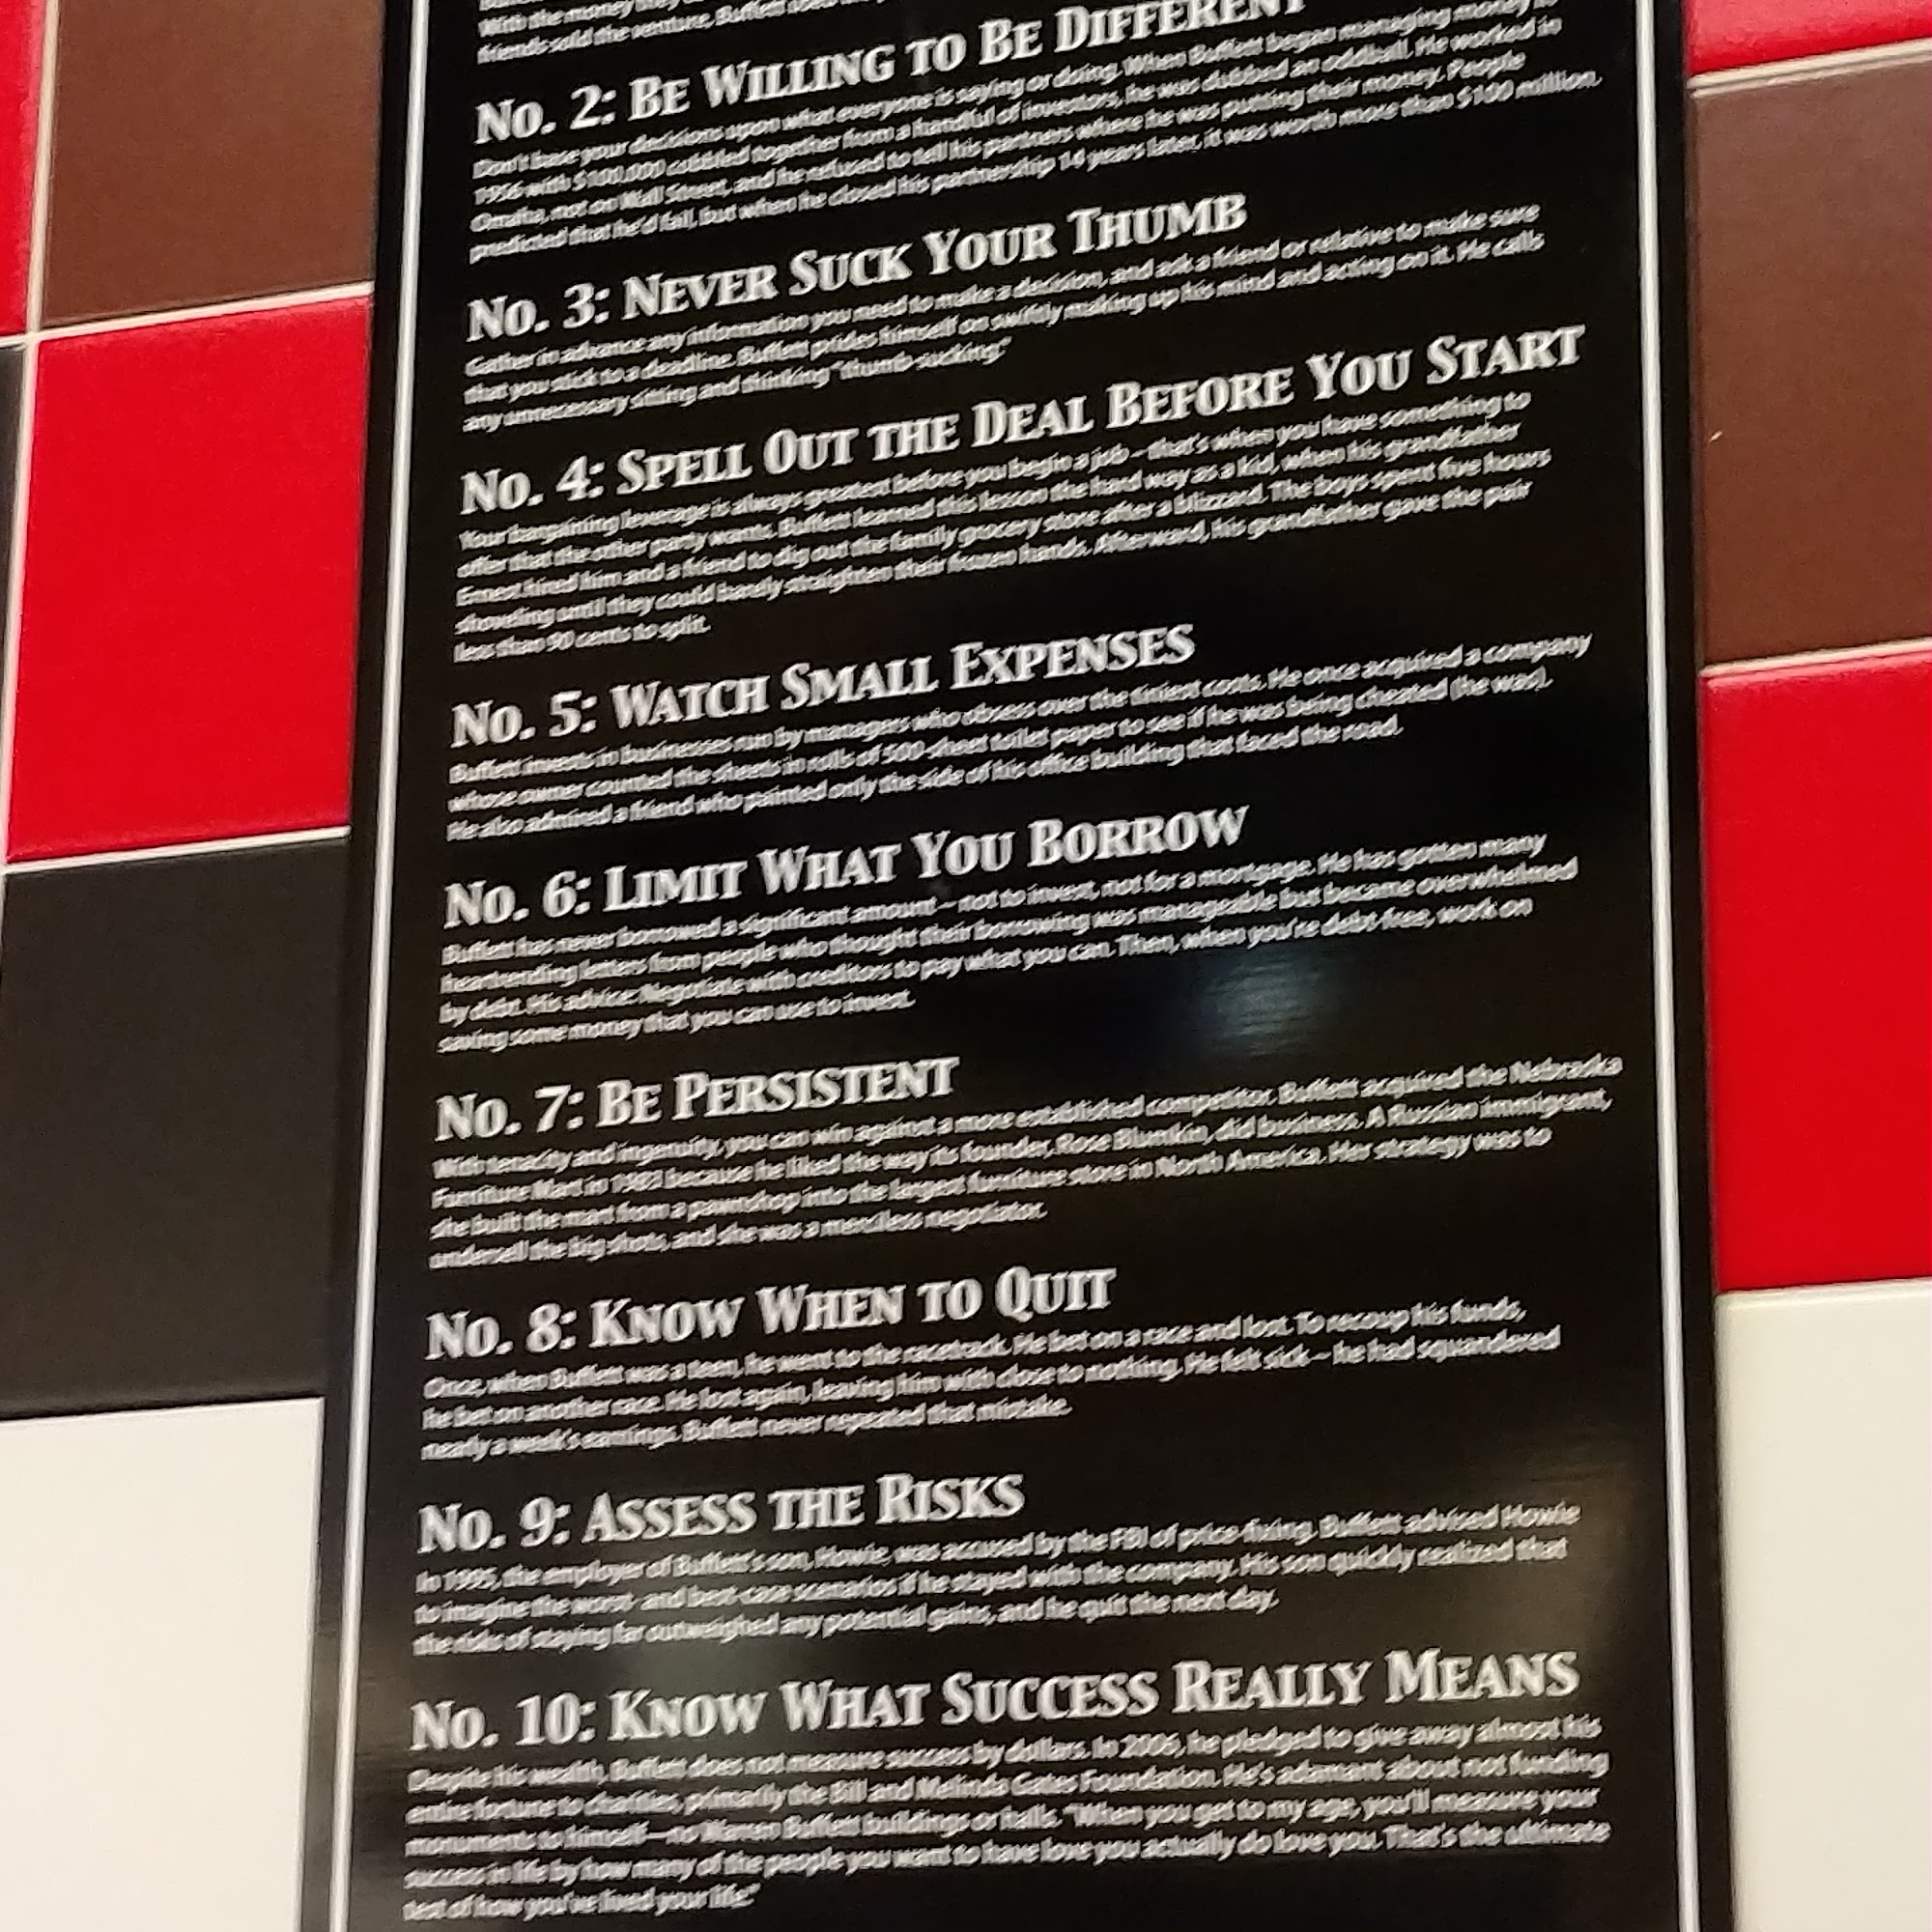 With the money they
friends sold the venture, Buffett used
No. 2: Be Willing to Be Different
Don't base your decisions upon what everyone is saying or doing. When Buffett began managing money in
1956 with $100,000 cobbled together from a handful of investors, he was dubbed an oddball. He worked in
Omaha, not on Wall Street, and he refused to tell his partners where he was putting their money. People
predicted that he'd fail, but when he closed his partnership 14 years later, it was worth more than $100 million.
No. 3: Never Suck Your Thumb
Gather in advance any information you need to make a decision, and ask a friend or relative to make sure
that you stick to a deadline. Buffett prides himself on swiftly making up his mind and acting on it. He calls
any unnecessary sitting and thinking "thumb-sucking."
No. 4: Spell Out the Deal Before You Start
Your bargaining leverage is always greatest before you begin a job – that's when you have something to
offer that the other party wants. Buffett learned this lesson the hard way as a kid, when his grandfather
Ernest hired him and a friend to dig out the family grocery store after a blizzard. The boys spent five hours
shoveling until they could barely straighten their frozen hands. Afterward, his grandfather gave the pair
less than 90 cents to split.
No. 5: Watch Small Expenses
Buffett invests in businesses run by managers who obsess over the tiniest costs. He once acquired a company
whose owner counted the sheets in rolls of 500-sheet toilet paper to see if he was being cheated (he was).
He also admired a friend who painted only the side of his office building that faced the road.
No. 6: Limit What You Borrow
Buffett has never borrowed a significant amount – not to invest, not for a mortgage. He has gotten many
heartrending letters from people who thought their borrowing was manageable but became overwhelmed
by debt. His advice: Negotiate with creditors to pay what you can. Then, when you're debt-free, work on
saving some money that you can use to invest.
No. 7: Be Persistent
With tenacity and ingenuity, you can win against a more established competitor. Buffett acquired the Nebraska
Furniture Mart in 1983 because he liked the way its founder, Rose Blumkin, did business. A Russian immigrant,
she built the mart from a pawnshop into the largest furniture store in North America. Her strategy was to
undersell the big shots, and she was a merciless negotiator.
No. 8: Know When to Quit
Once, when Buffett was a teen, he went to the racetrack. He bet on a race and lost. To recoup his funds,
he bet on another race. He lost again, leaving him with close to nothing. He felt sick – he had squandered
nearly a week's earnings. Buffett never repeated that mistake.
No. 9: Assess the Risks
In 1995, the employer of Buffett's son, Howie, was accused by the FBI of price-fixing. Buffett advised Howie
to imagine the worst- and best-case scenarios if he stayed with the company. His son quickly realized that
the risks of staying far outweighed any potential gains, and he quit the next day.
No. 10: Know What Success Really Means
Despite his wealth, Buffett does not measure success by dollars. In 2006, he pledged to give away almost his
entire fortune to charities, primarily the Bill and Melinda Gates Foundation. He's adamant about not funding
monuments to himself—no Warren Buffett buildings or halls. "When you get to my age, you'll measure your
success in life by how many of the people you want to have love you actually do love you. That's the ultimate
test of how you've lived your life."